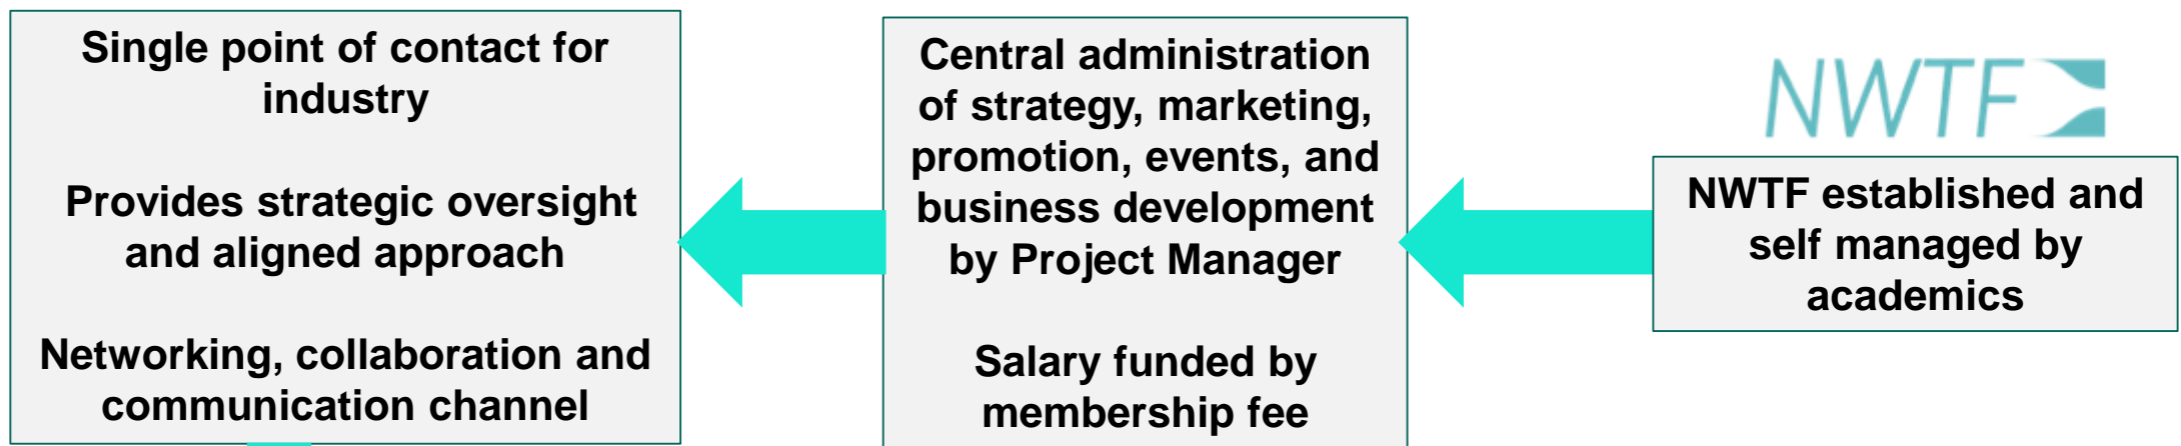 Single point of contact for
industry
Provides strategic oversight
and aligned approach
Networking, collaboration and
communication channel
Central administration
of strategy, marketing,
promotion, events, and
business development
by Project Manager
Salary funded by
membership fee
NWTF
NWTF established and
self managed by
academics